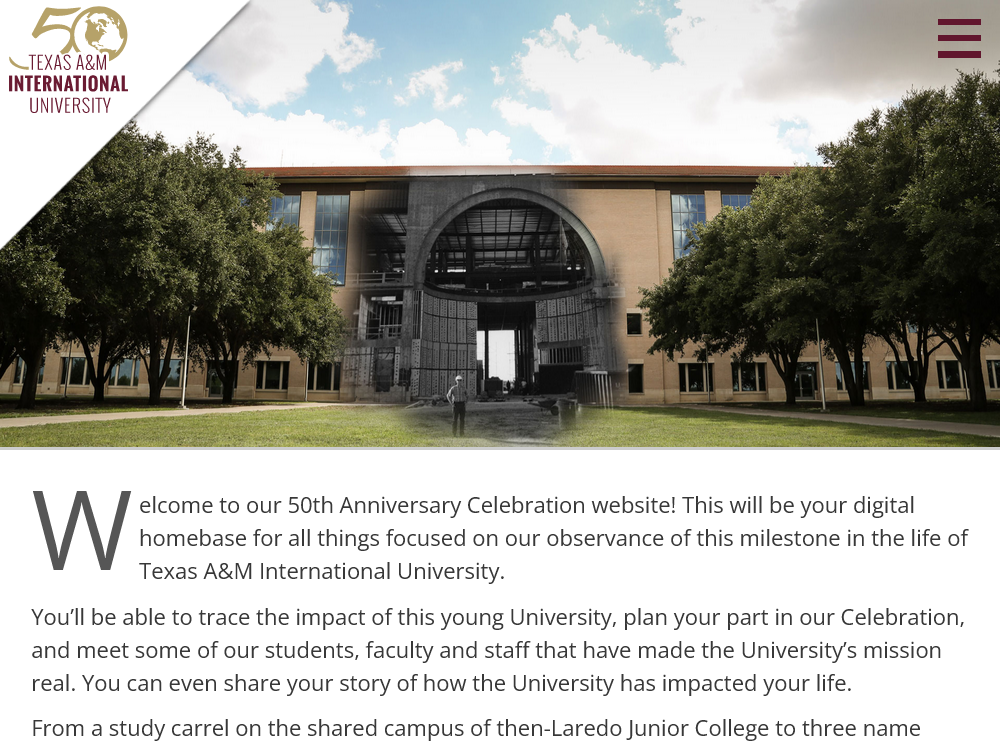 50
TEXAS A&M
INTERNATIONAL
UNIVERSITY
Welcome to our 50th Anniversary Celebration website! This will be your digital
homebase for all things focused on our observance of this milestone in the life of
Texas A&M International University.
You’ll be able to trace the impact of this young University, plan your part in our Celebration,
and meet some of our students, faculty and staff that have made the University’s mission
real. You can even share your story of how the University has impacted your life.
From a study carrel on the shared campus of then-Laredo Junior College to three name